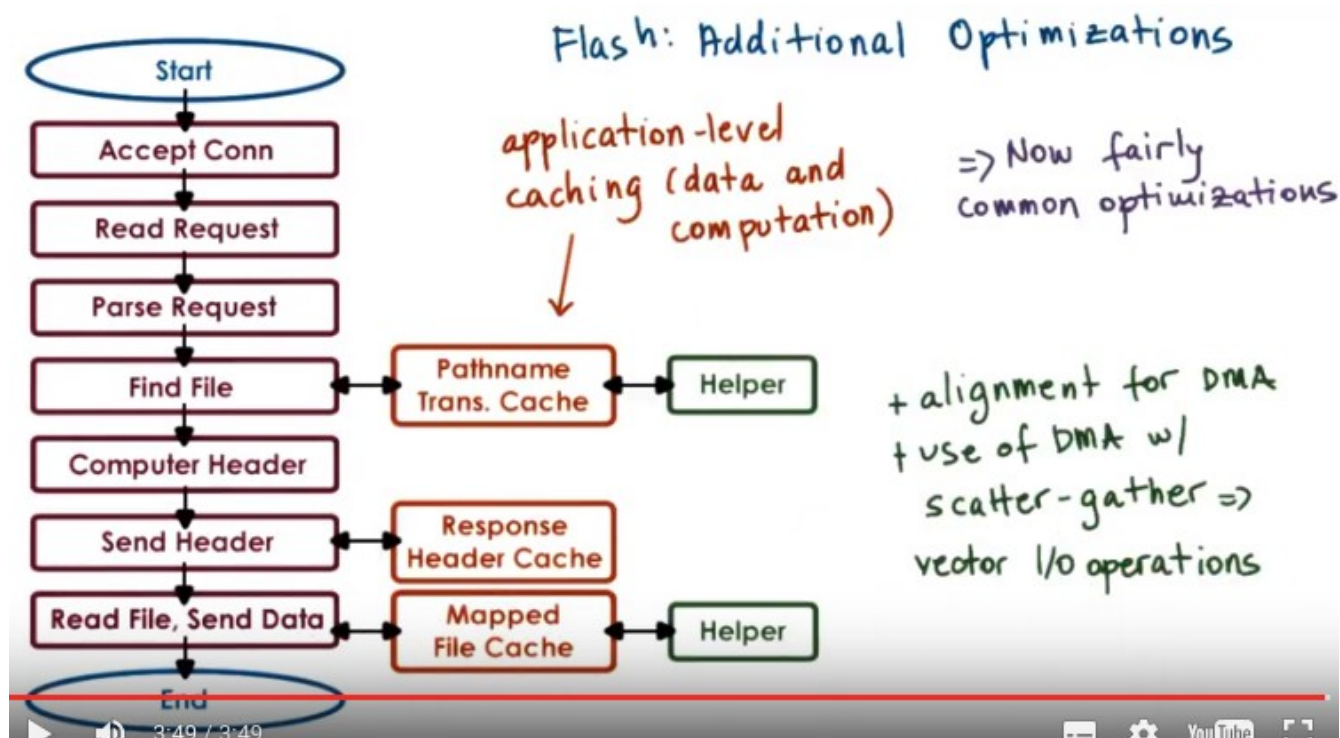 Flash: Additional Optimizations
Start
Accept Conn
Read Request
Parse Request
Find File
Computer Header
Send Header
Read File, Send Data
End
application-level
caching (data and
computation)
=> Now fairly
common optimizations
Pathname
Trans. Cache
Helper
Response
Header Cache
Mapped
File Cache
Helper
+ alignment for DMA
+ use of DMA w/
scatter-gather =>
vector I/O operations
3:49 / 3:49
YouTube